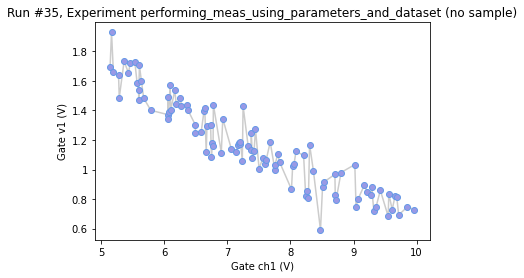 Run #35, Experiment performing_meas_using_parameters_and_dataset (no sample)
Gate v1 (V)
1.8
1.6
1.4
1.2
1
0.8
0.6
5 6 7 8 9 10
Gate ch1 (V)